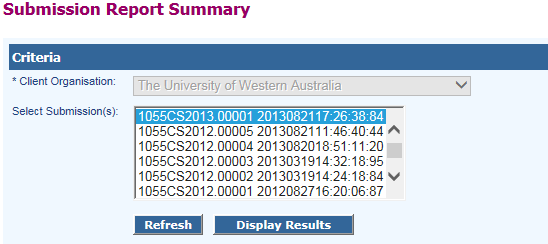 Submission Report Summary
Criteria
* Client Organisation: The University of Western Australia
Select Submission(s): 1055CS2013.00001 2013082117:26:38:84
1055CS2012.00005 2013082111:46:40:44
1055CS2012.00004 2013082018:51:11:20
1055CS2012.00003 2013031914:32:18:95
1055CS2012.00002 2013031914:24:18:84
1055CS2012.00001 2012082716:20:06:87
Refresh Display Results